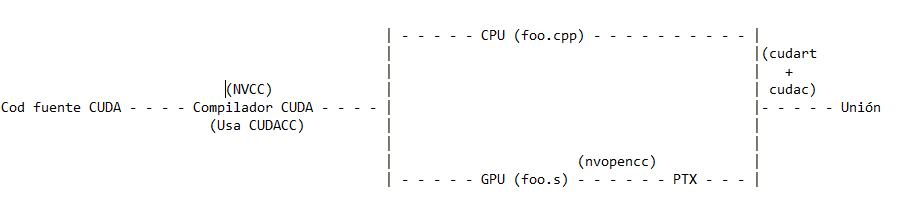 | - - - - - CPU (foo.cpp) - - - - - - - - - - |
|(cudart
| +
(NVCC) | | cudac)
Cod fuente CUDA - - - - Compilador CUDA - - - - | |- - - - - Unión
(Usa CUDACC)
(nvopencc)
| - - - - - GPU (foo.s) - - - - - - PTX - - - |